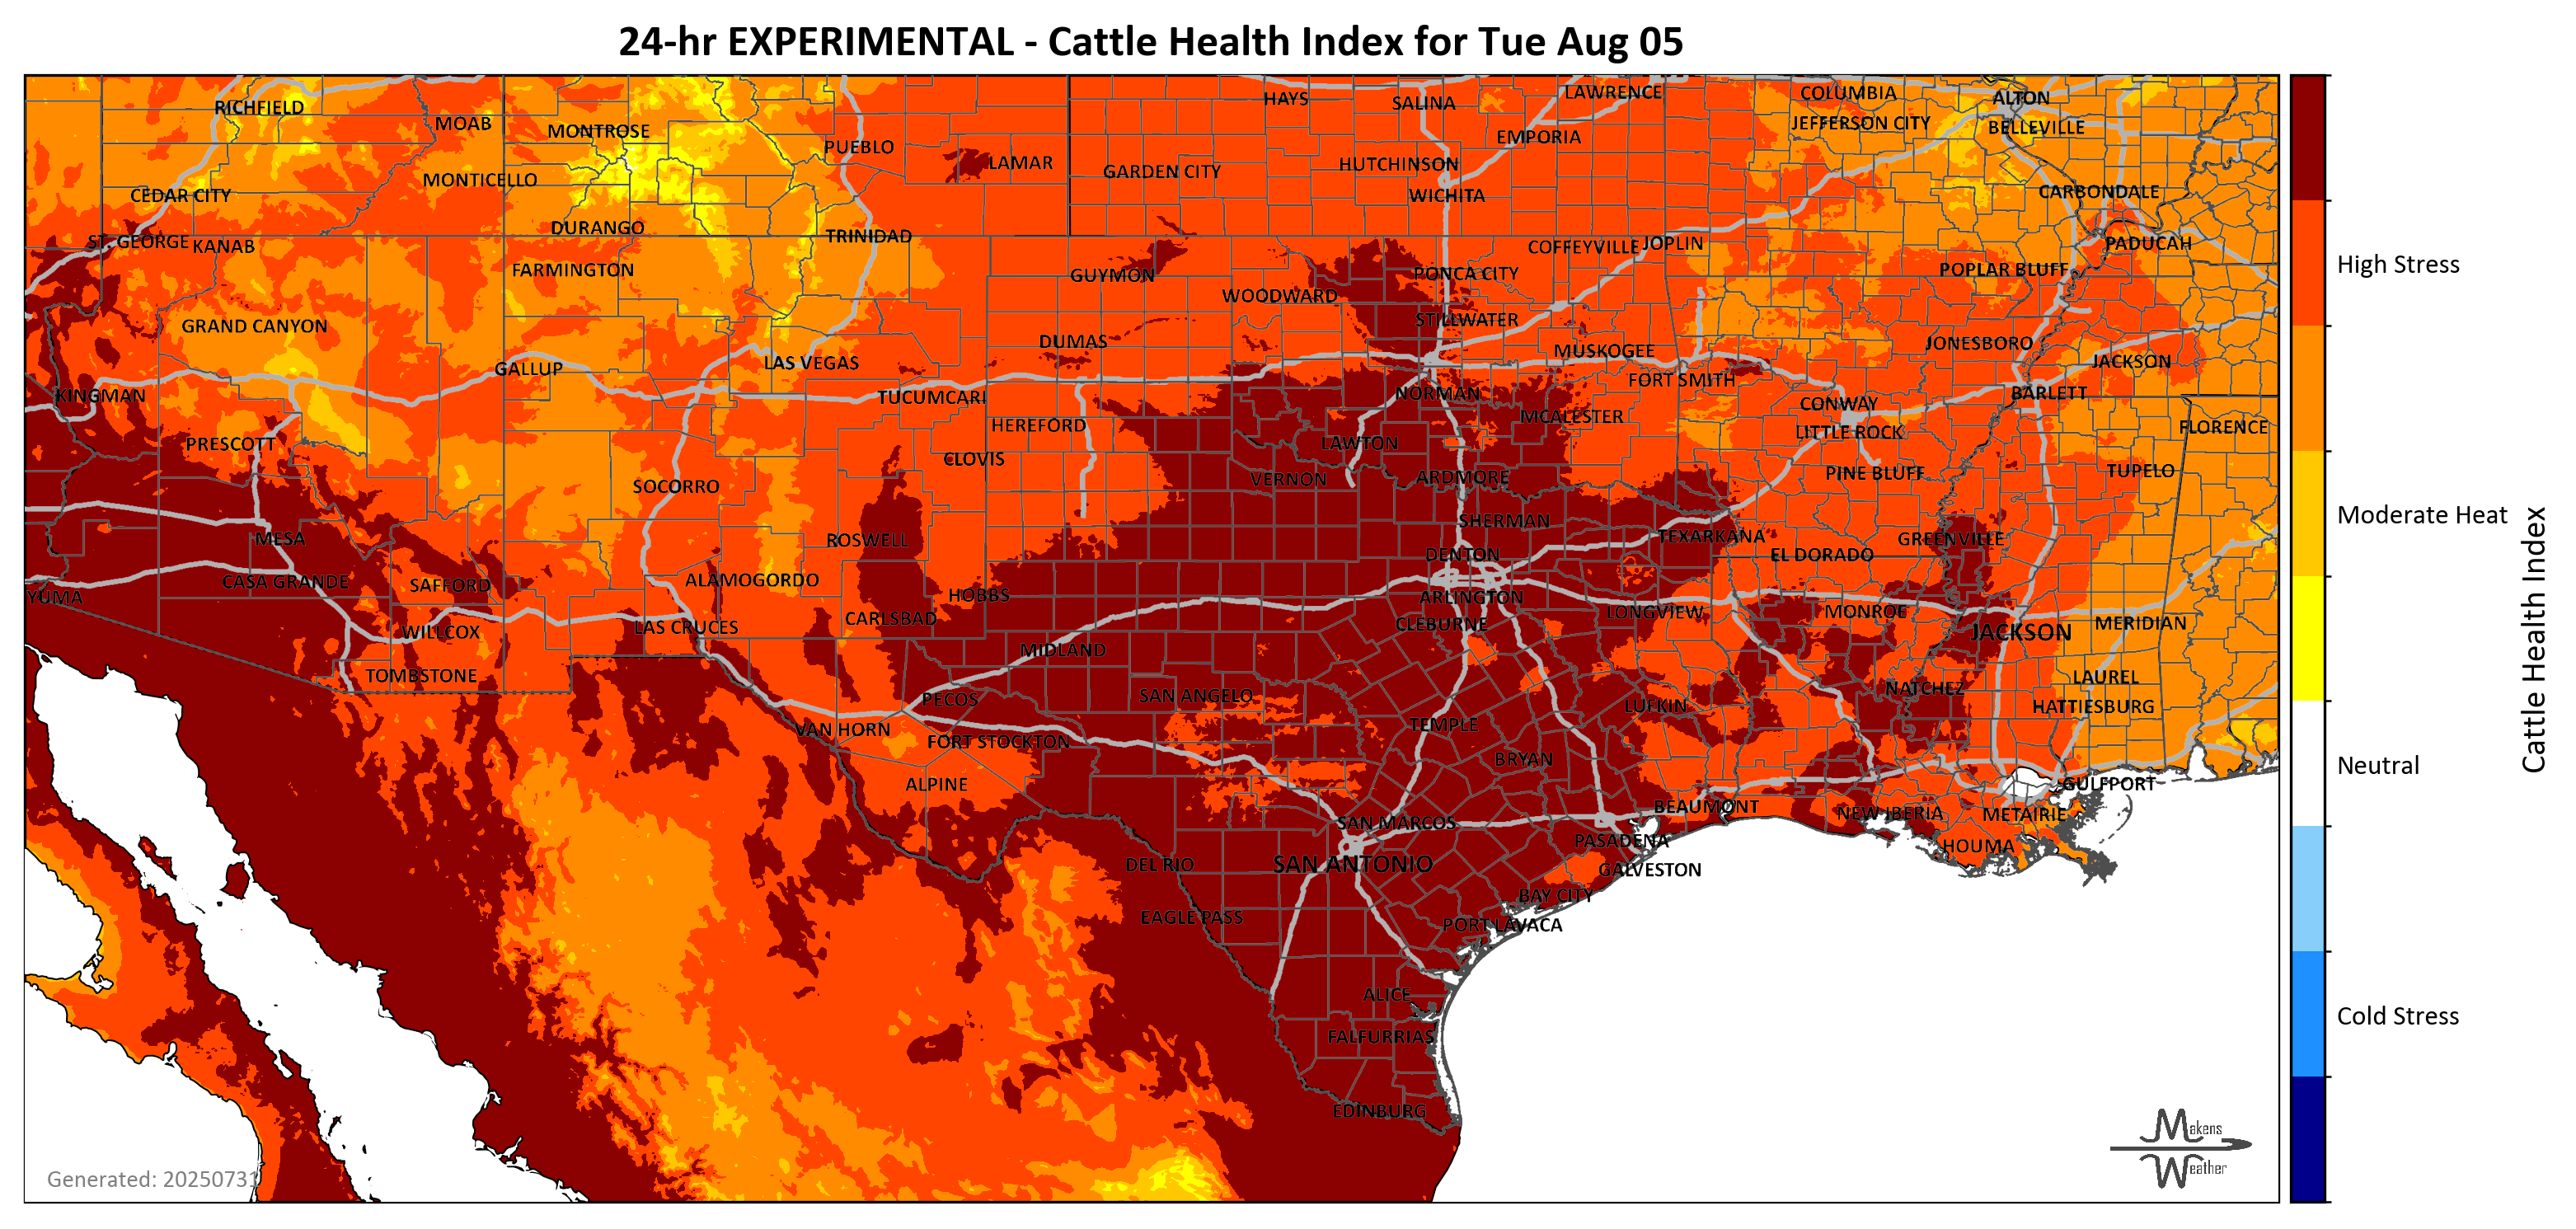 24-hr EXPERIMENTAL - Cattle Health Index for Tue Aug 05
HAYS
SALINA
LAWRENCE
COLUMBIA
ALTON
RICHFIELD
MOAB
MONTROSE
PUEBLO
EMPORIA
JEFFERSON CITY
BELLEVILLE
LAMAR
GARDEN CITY
HUTCHINSON
MONTICELLO
CEDAR CITY
WICHITA
CARBONDALE
DURANGO
TRINIDAD
ST. GEORGE
KANAB
COFFEYVILLE
JOPLIN
PADUCAH
FARMINGTON
GUYMON
PONCA CITY
POPLAR BLUFF
High Stress
WOODWARD
GRAND CANYON
STILLWATER
DUMAS
MUSKOGEE
JONESBORO
JACKSON
LAS VEGAS
GALLUP
FORT SMITH
KINGMAN
TUCUMCARI
NORMAN
BARLETT
CONWAY
MCALESTER
HEREFORD
LITTLE ROCK
FLORENCE
PRESCOTT
LAWTON
CLOVIS
PINE BLUFF
TUPELO
SOCORRO
VERNON
ARDMORE
Moderate Heat
SHERMAN
MESA
ROSWELL
TEXARKANA
GREENVILLE
DENTON
EL DORADO
CASA GRANDE
SAFFORD
ALAMOGORDO
YUMA
HOBBS
ARLINGTON
CARLSBAD
LONGVIEW
MONROE
CLEBURNE
MERIDIAN
WILLCOX
LAS CRUCES
JACKSON
MIDLAND
TOMBSTONE
LAUREL
PECOS
SAN ANGELO
NATCHEZ
LUFKIN
HATTIESBURG
VAN HORN
TEMPLE
FORT STOCKTON
BRYAN
Neutral
ALPINE
GULFPORT
BEAUMONT
NEW IBERIA
METAIRIE
SAN MARCOS
PASADENA
HOUMA
DEL RIO
SAN ANTONIO
GALVESTON
BAY CITY
EAGLE PASS
PORT LAVACA
ALICE
Cold Stress
FALFURRIAS
EDINBURG
Cattle Health Index
Makens
Weather
Generated: 20250731